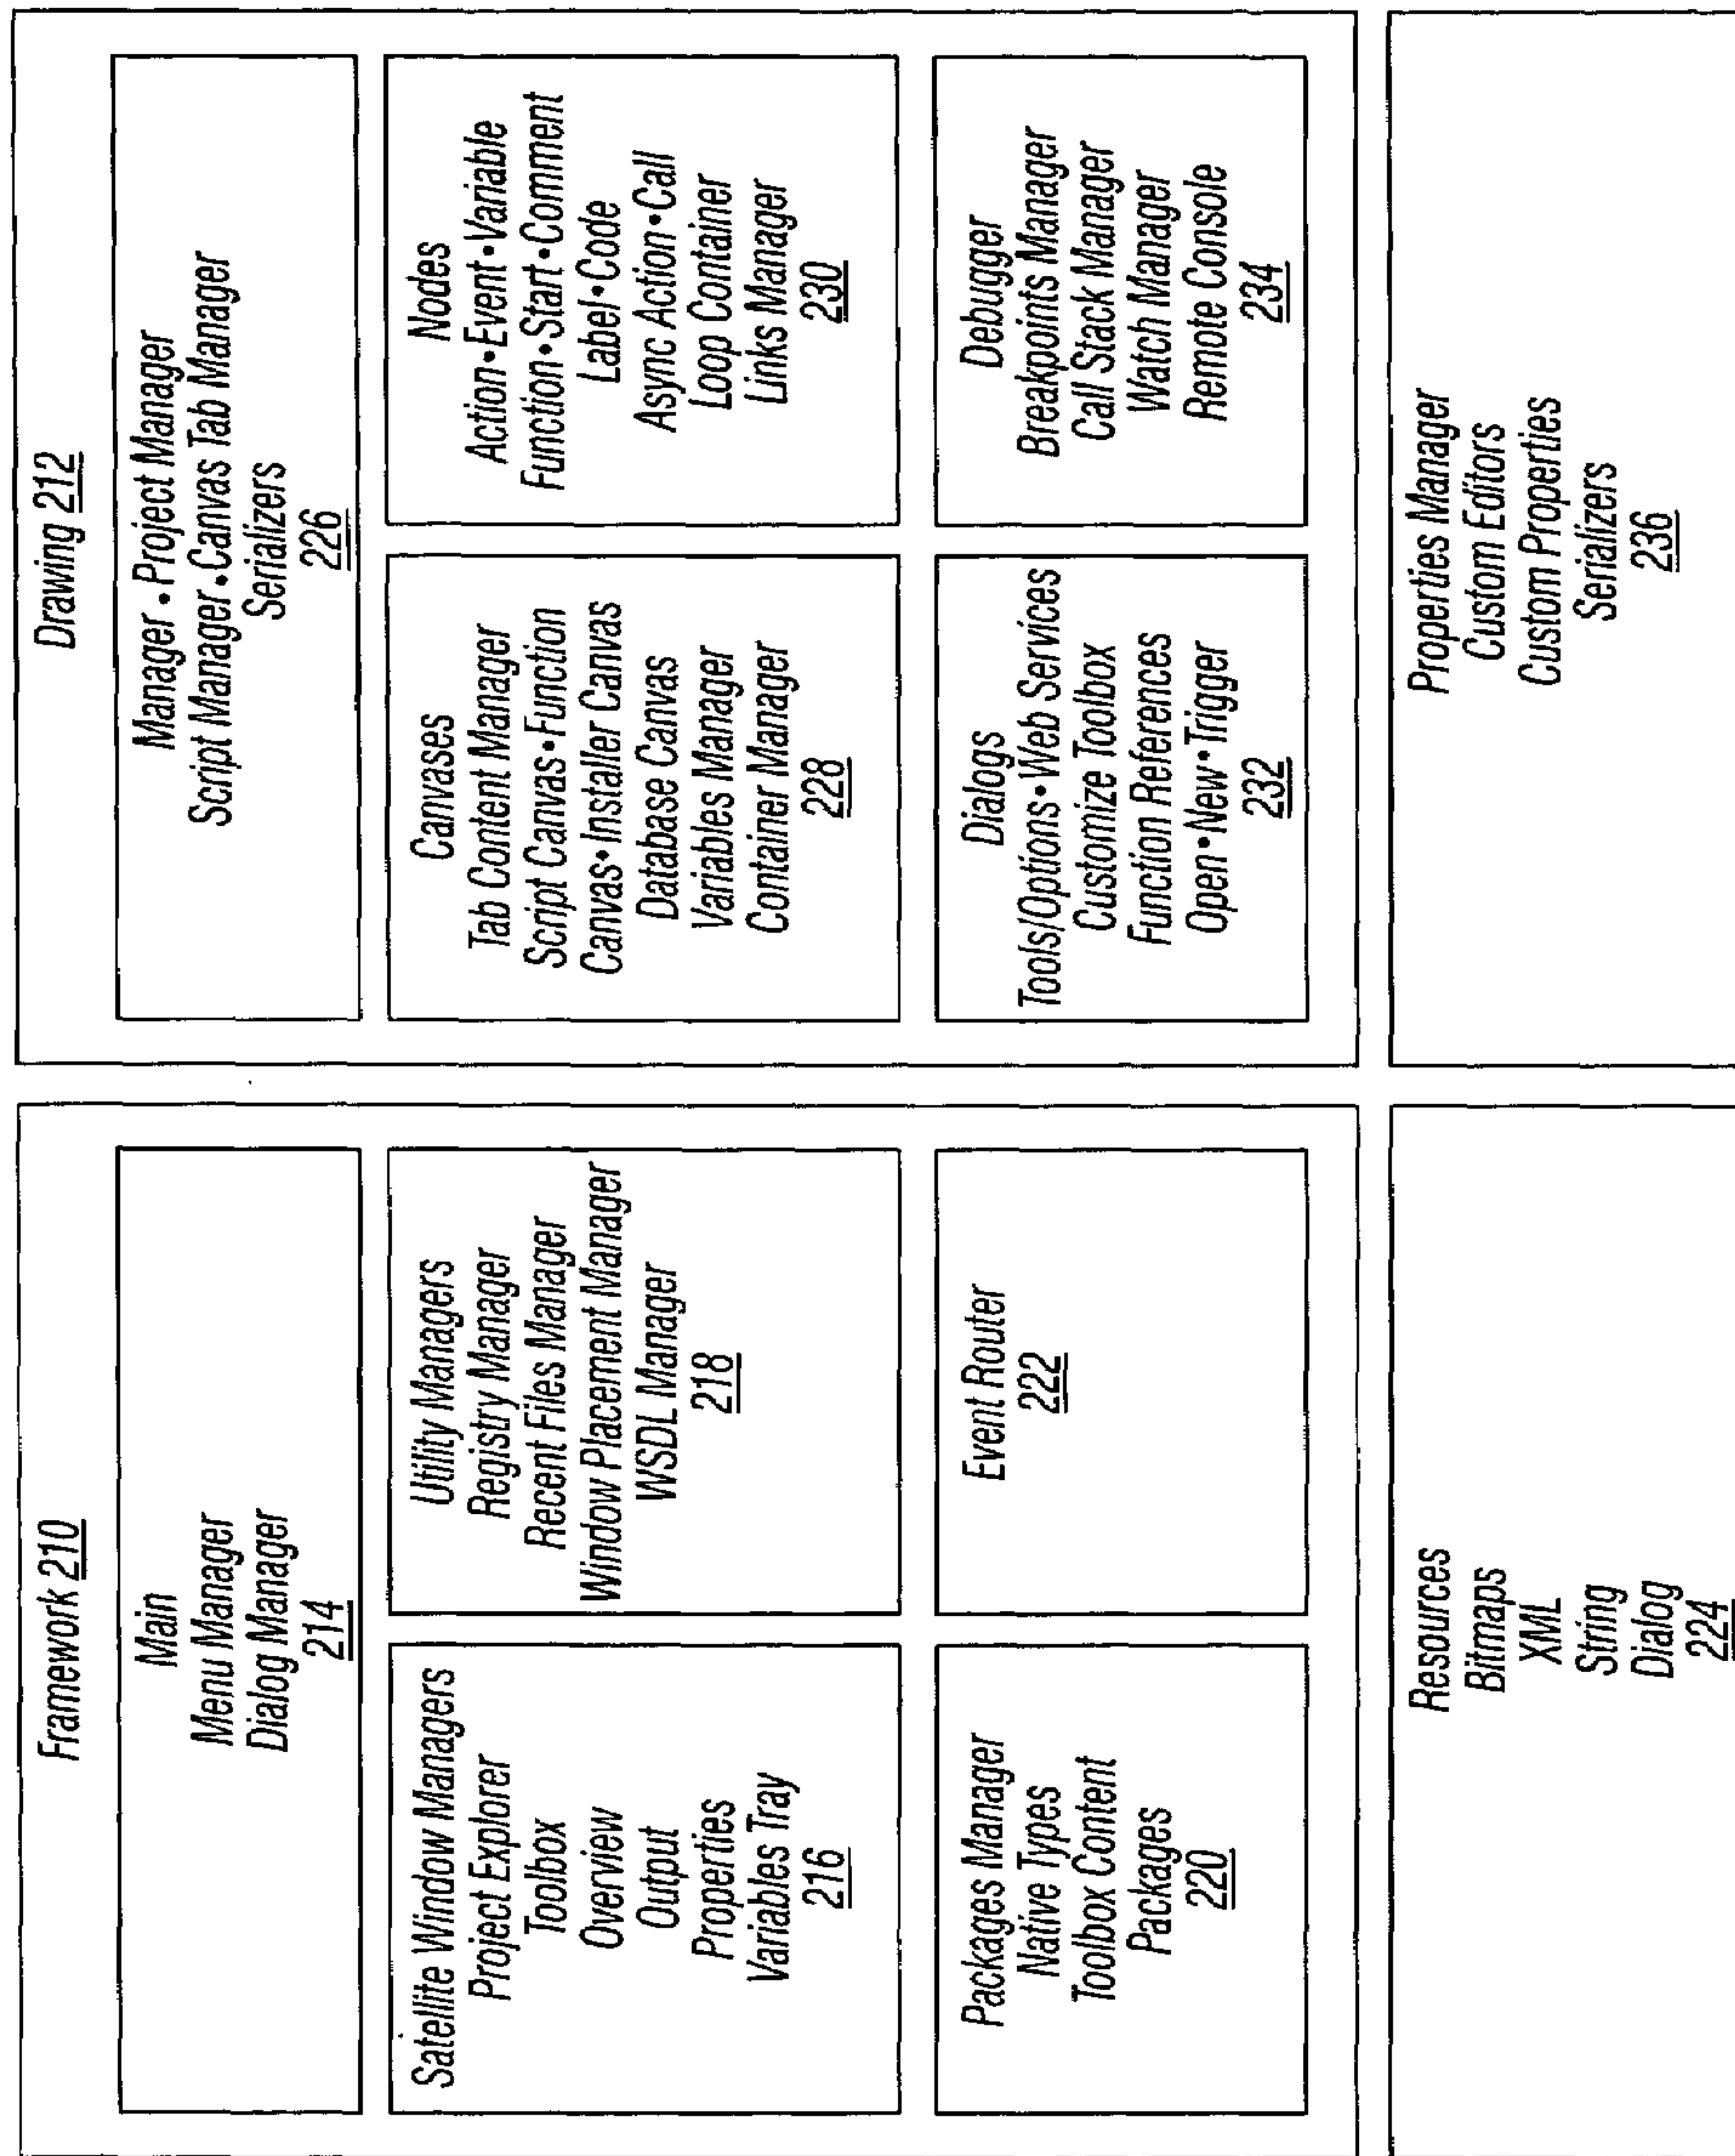 Framework 210
Main
Menu Manager
Dialog Manager
214
Satellite Window Managers
Project Explorer
Toolbox
Overview
Output
Properties
Variables Tray
216
Utility Managers
Registry Manager
Recent Files Manager
Window Placement Manager
WSDL Manager
218
Packages Manager
Native Types
Toolbox Content
Packages
220
Event Router
222
Resources
Bitmaps
XML
String
Dialog
224
Drawing 212
Manager • Project Manager
Script Manager • Canvas Tab Manager
Serializers
226
Canvases
Tab Content Manager
Script Canvas • Function
Canvas • Installer Canvas
Database Canvas
Variables Manager
Container Manager
228
Nodes
Action • Event • Variable
Function • Start • Comment
Label • Code
Async Action • Call
Loop Container
Links Manager
230
Dialogs
Tools/Options • Web Services
Customize Toolbox
Function References
Open • New • Trigger
232
Debugger
Breakpoints Manager
Call Stack Manager
Watch Manager
Remote Console
234
Properties Manager
Custom Editors
Custom Properties
Serializers
236